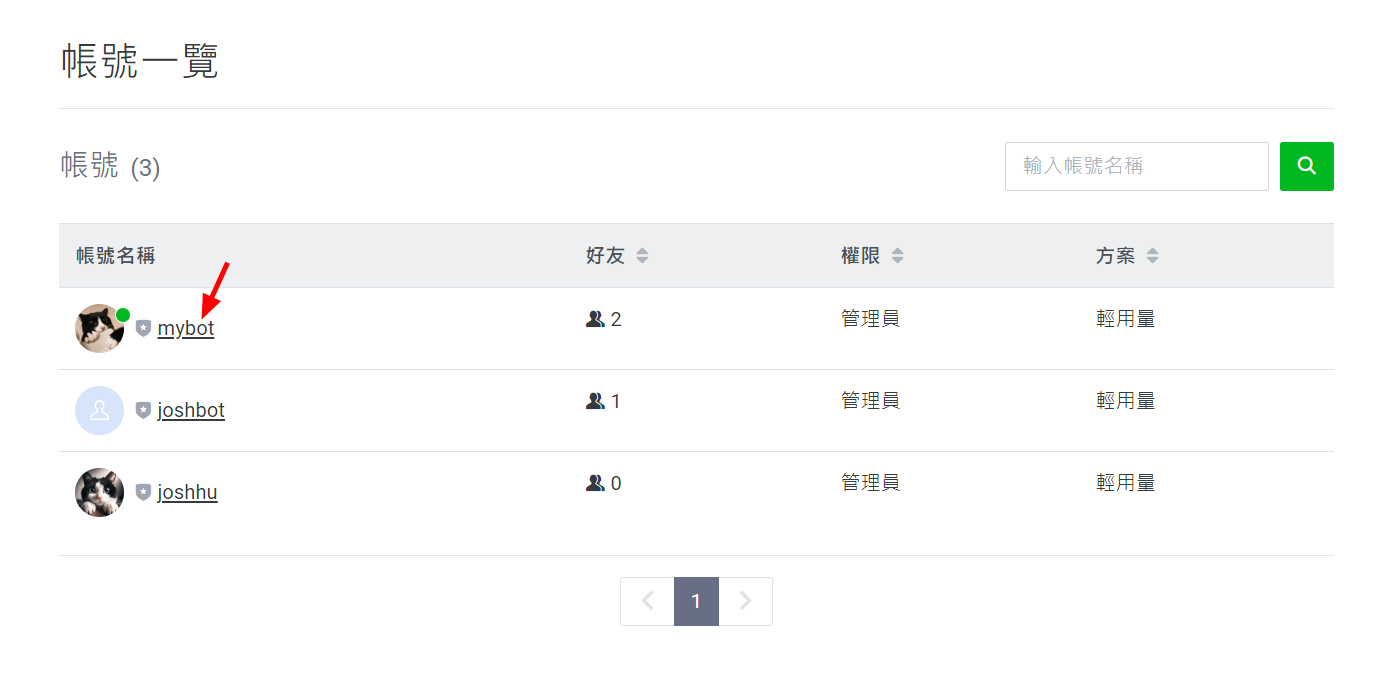 帳號一覽
帳號 (3)
輸入帳號名稱
帳號名稱 好友 權限 方案
mybot 2 管理員 輕用量
joshbot 1 管理員 輕用量
joshhu 0 管理員 輕用量
1